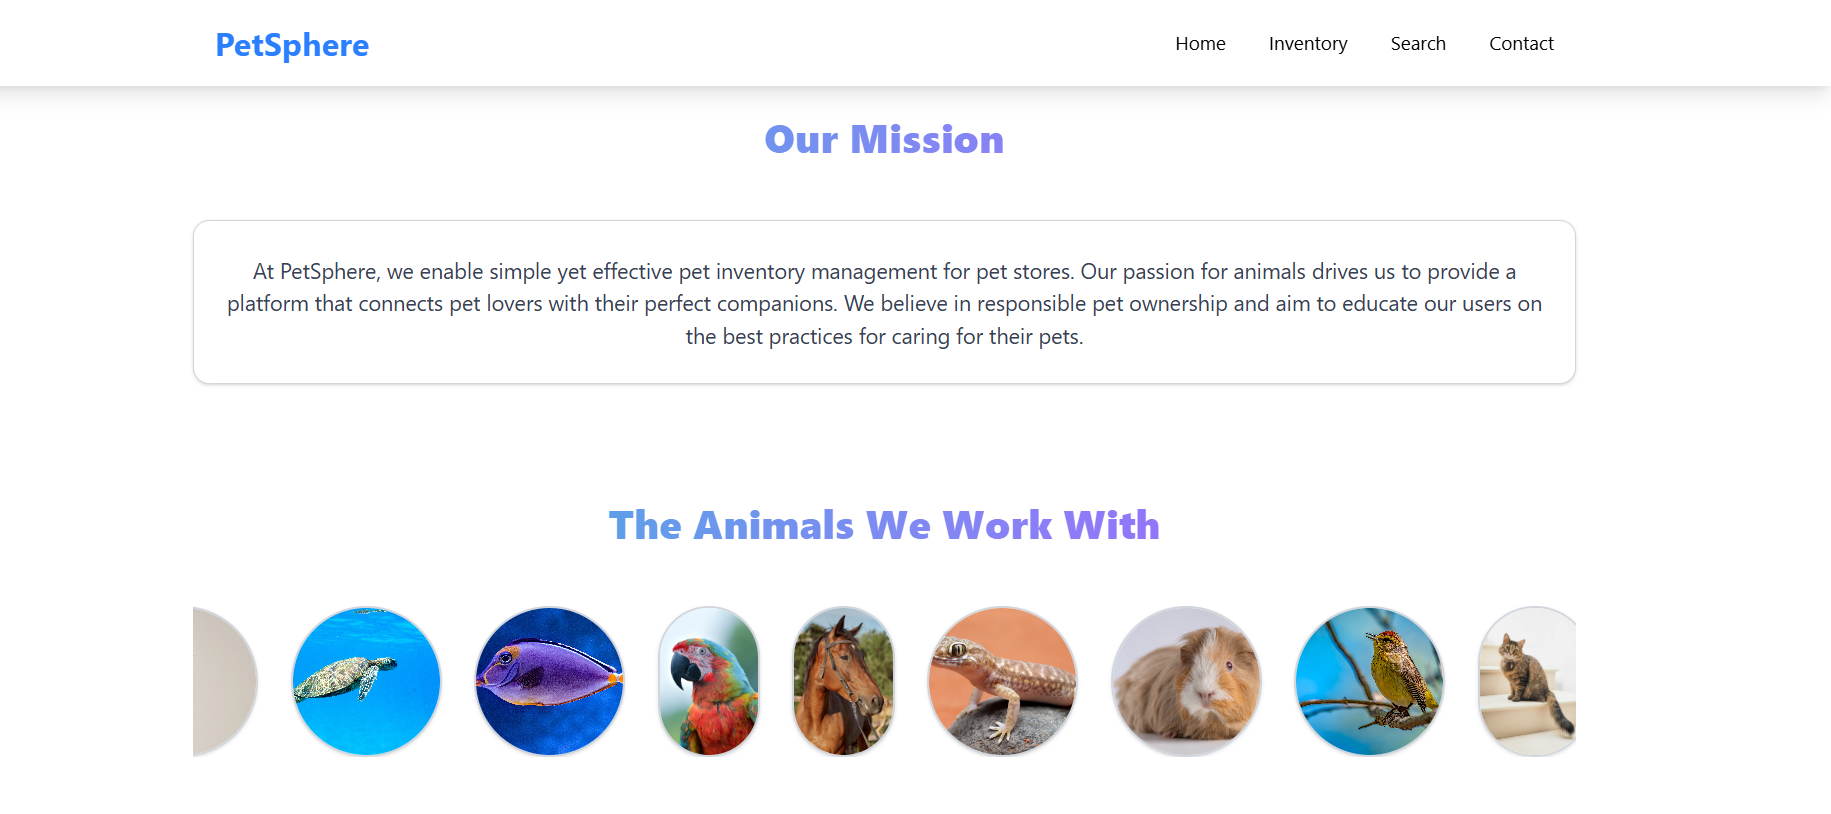 PetSphere
Home
Inventory
Search
Contact
Our Mission
At PetSphere, we enable simple yet effective pet inventory management for pet stores. Our passion for animals drives us to provide a
platform that connects pet lovers with their perfect companions. We believe in responsible pet ownership and aim to educate our users on
the best practices for caring for their pets.
The Animals We Work With